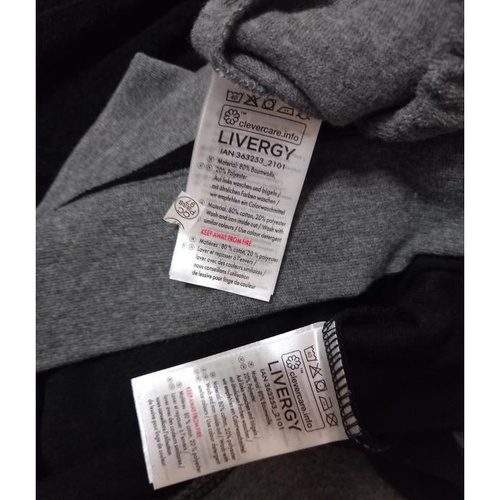 clevercare.info
LIVERGY
IAN 363253_2101
Material: 80% Baumwolle
20% Polyester
Auf links waschen und bügeln /
mit ähnlichen Farben waschen /
wir empfehlen ein Colorwaschmittel
Material: 80% cotton, 20% polyester
Wash and iron inside out / Wash with
similar colours / Use colour detergent
KEEP AWAY FROM FIRE
Matières : 80 % coton, 20 % polyester
Laver et repasser à l'envers /
laver avec des couleurs similaires /
nous conseillons l'utilisation
de lessive pour linge de couleur
clevercare.info
LIVERGY
IAN 363253_2101
KEEP AWAY FROM FIRE